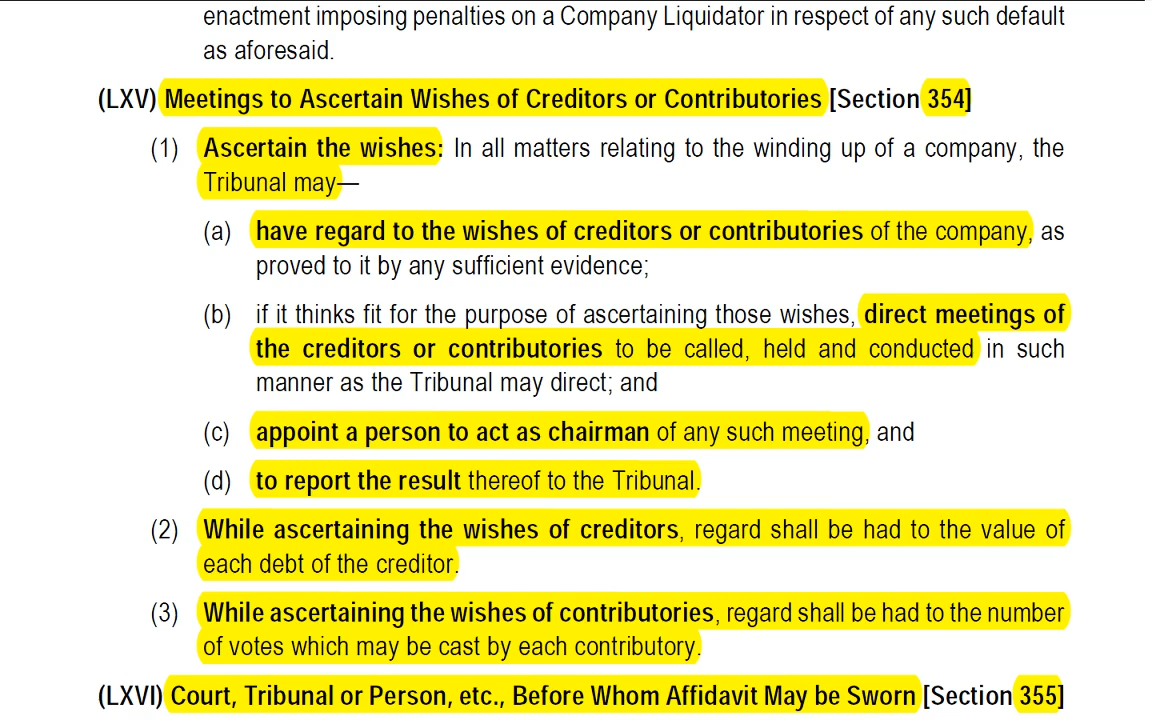 enactment imposing penalties on a Company Liquidator in respect of any such default
as aforesaid.
(LXV) Meetings to Ascertain Wishes of Creditors or Contributories [Section 354]
(1) Ascertain the wishes: In all matters relating to the winding up of a company, the
Tribunal may—
(a) have regard to the wishes of creditors or contributories of the company, as
proved to it by any sufficient evidence;
(b) if it thinks fit for the purpose of ascertaining those wishes, direct meetings of
the creditors or contributories to be called, held and conducted in such
manner as the Tribunal may direct; and
(c) appoint a person to act as chairman of any such meeting, and
(d) to report the result thereof to the Tribunal.
(2) While ascertaining the wishes of creditors, regard shall be had to the value of
each debt of the creditor.
(3) While ascertaining the wishes of contributories, regard shall be had to the number
of votes which may be cast by each contributory.
(LXVI) Court, Tribunal or Person, etc., Before Whom Affidavit May be Sworn [Section 355]